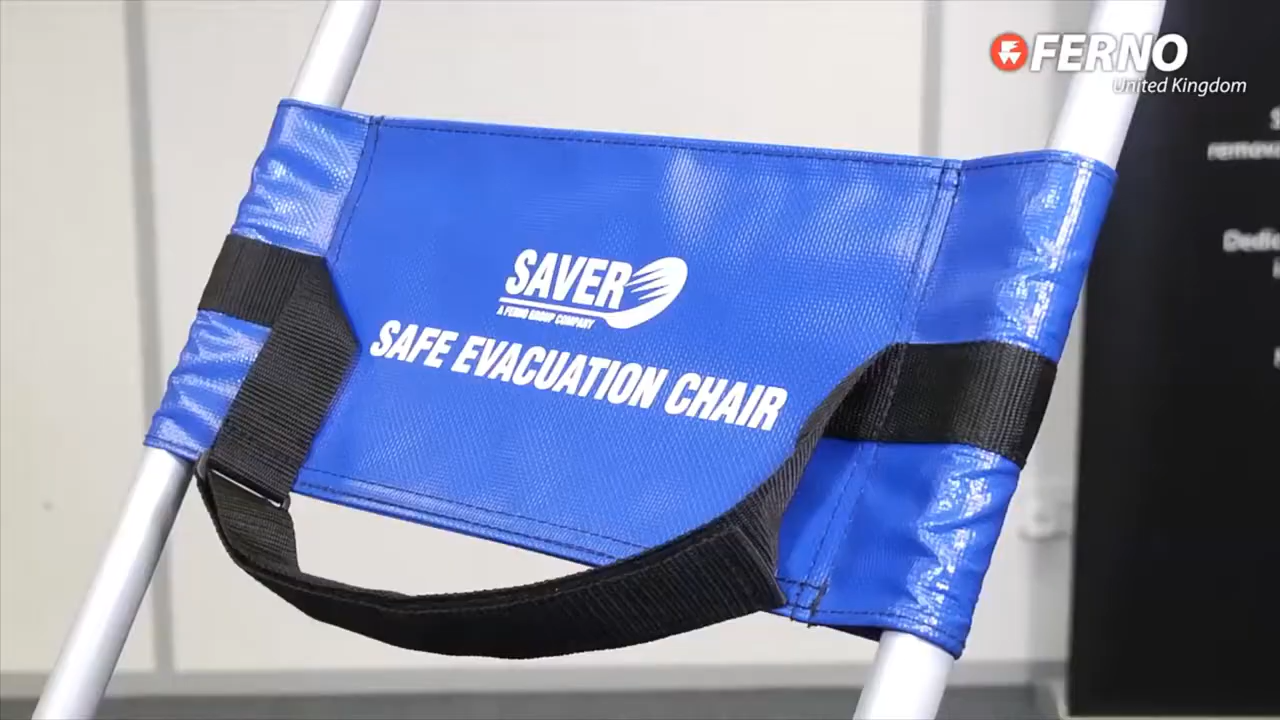 FERNO
United Kingdom
SAVER
A FERNO GROUP COMPANY
SAFE EVACUATION CHAIR